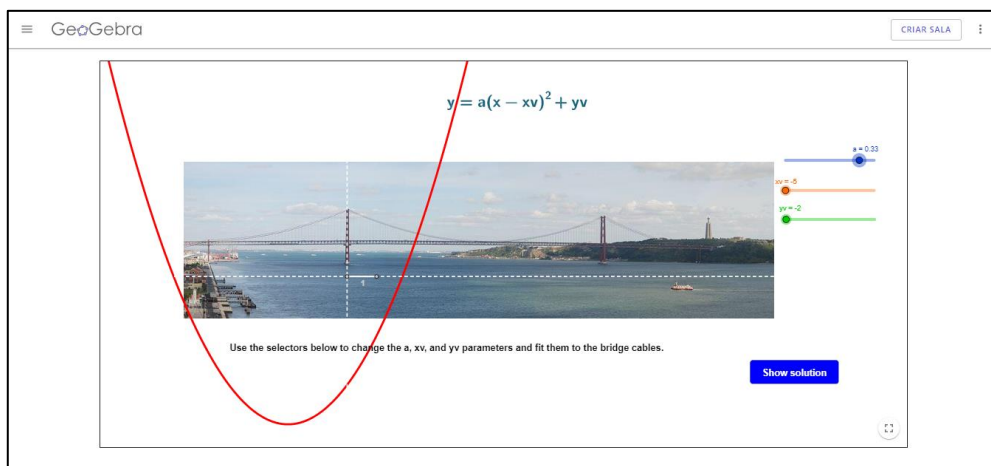 GeoGebra
CRIAR SALA
y = a(x − xv)² + yv
a = 0.33
xv = -5
yv = -2
1
Use the selectors below to change the a, xv, and yv parameters and fit them to the bridge cables.
Show solution